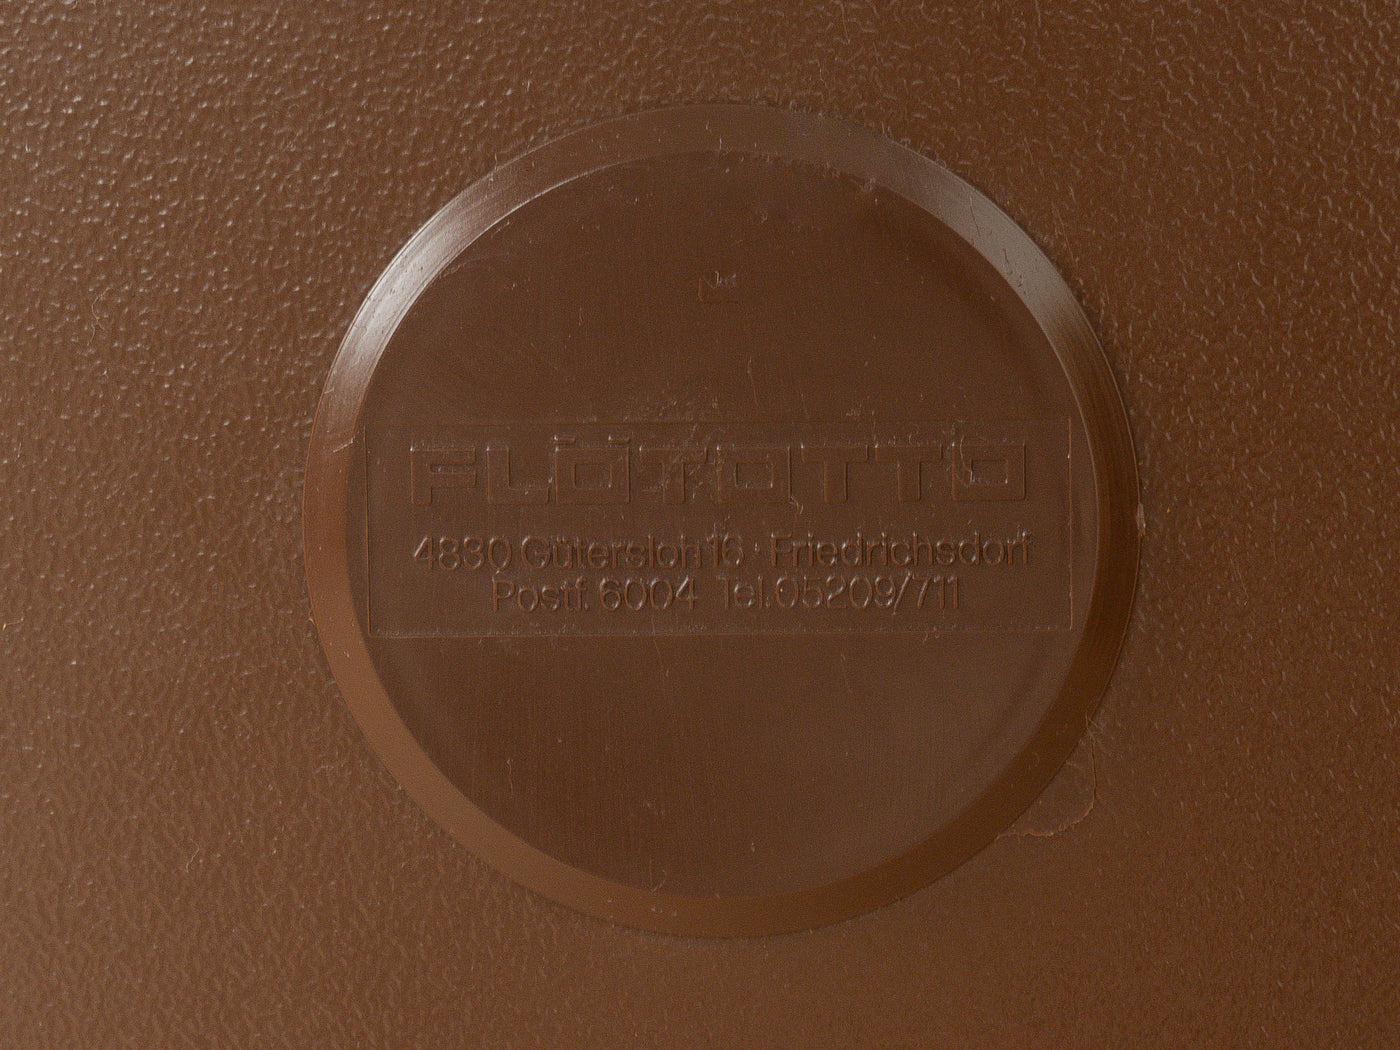 FLÖTOTTO
4830 Gütersloh 16 · Friedrichsdorf
Postf. 6004 Tel. 05209/711